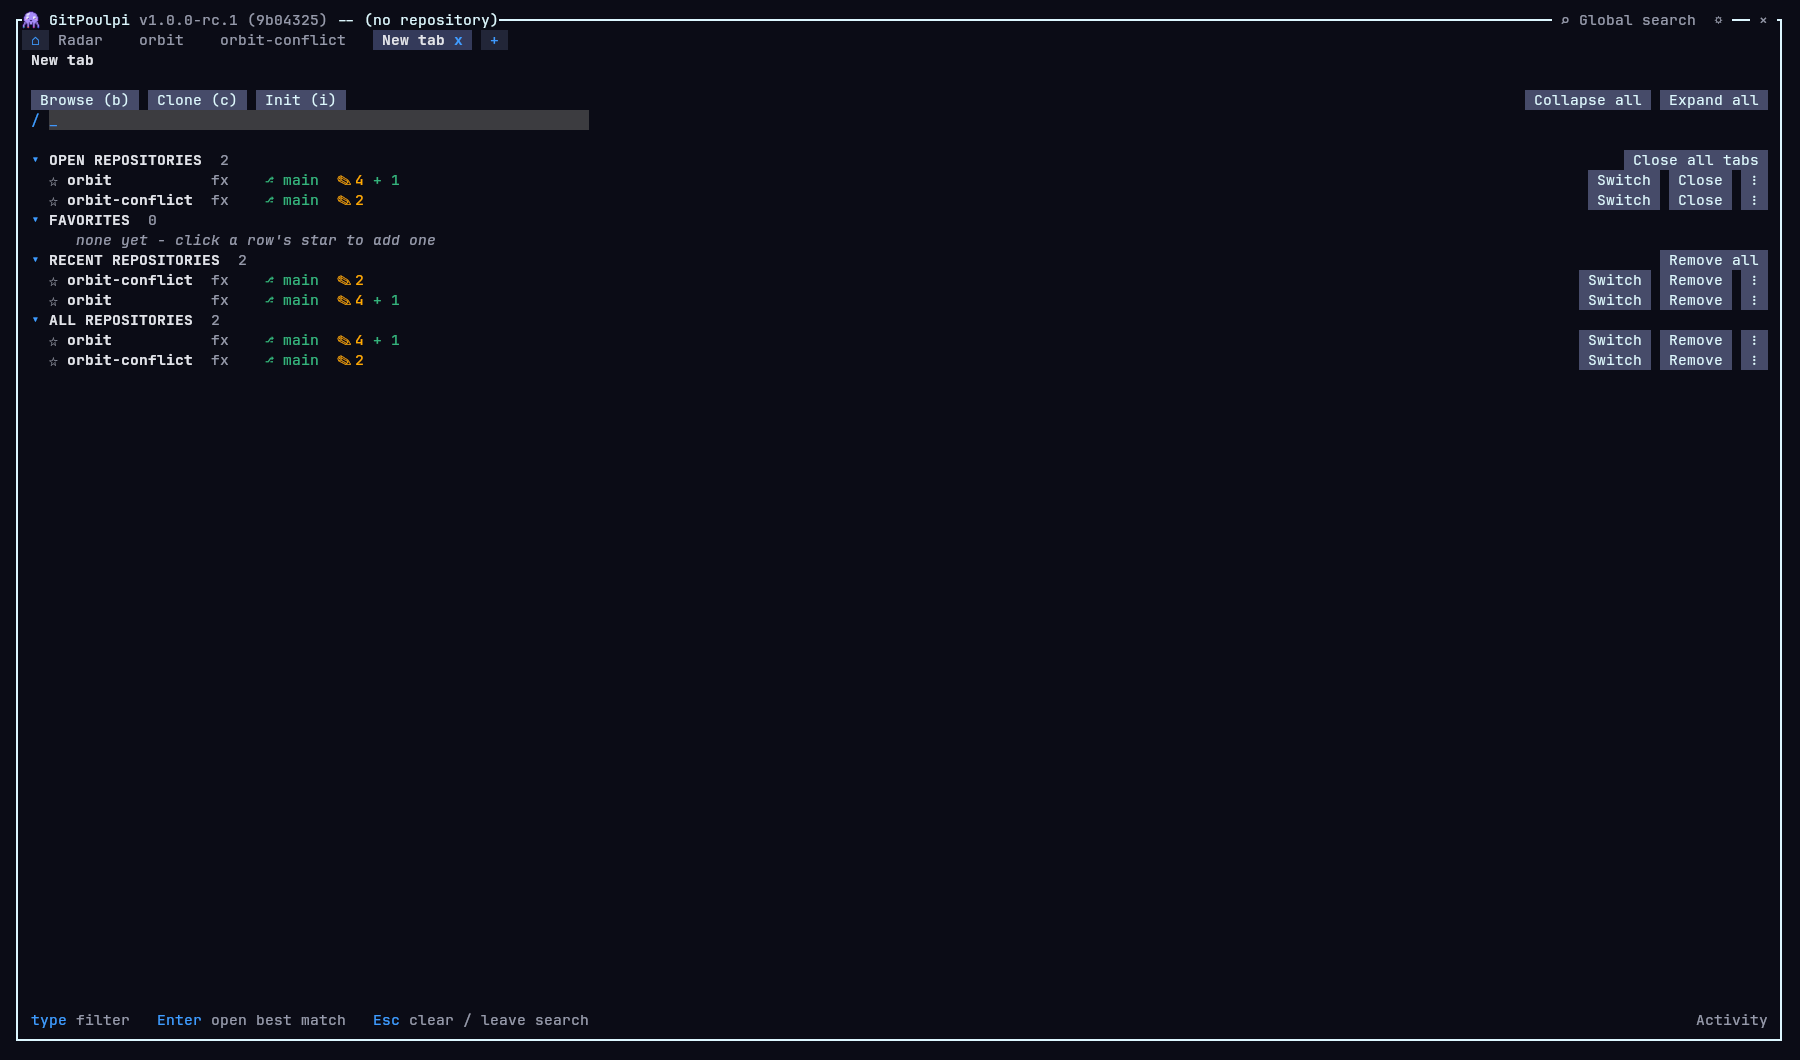 GitPoulpi v1.0.0-rc.1 (9b04325) -- (no repository) ⌕ Global search ☼ — ×
⌂ Radar orbit orbit-conflict New tab x +
New tab
Browse (b) Clone (c) Init (i) Collapse all Expand all
/ _
▾ OPEN REPOSITORIES 2 Close all tabs
☆ orbit fx ⎇ main ✎ 4 + 1 Switch Close ⋮
☆ orbit-conflict fx ⎇ main ✎ 2 Switch Close ⋮
▾ FAVORITES 0
none yet - click a row's star to add one
▾ RECENT REPOSITORIES 2 Remove all
☆ orbit-conflict fx ⎇ main ✎ 2 Switch Remove ⋮
☆ orbit fx ⎇ main ✎ 4 + 1 Switch Remove ⋮
▾ ALL REPOSITORIES 2
☆ orbit fx ⎇ main ✎ 4 + 1 Switch Remove ⋮
☆ orbit-conflict fx ⎇ main ✎ 2 Switch Remove ⋮
type filter Enter open best match Esc clear / leave search Activity